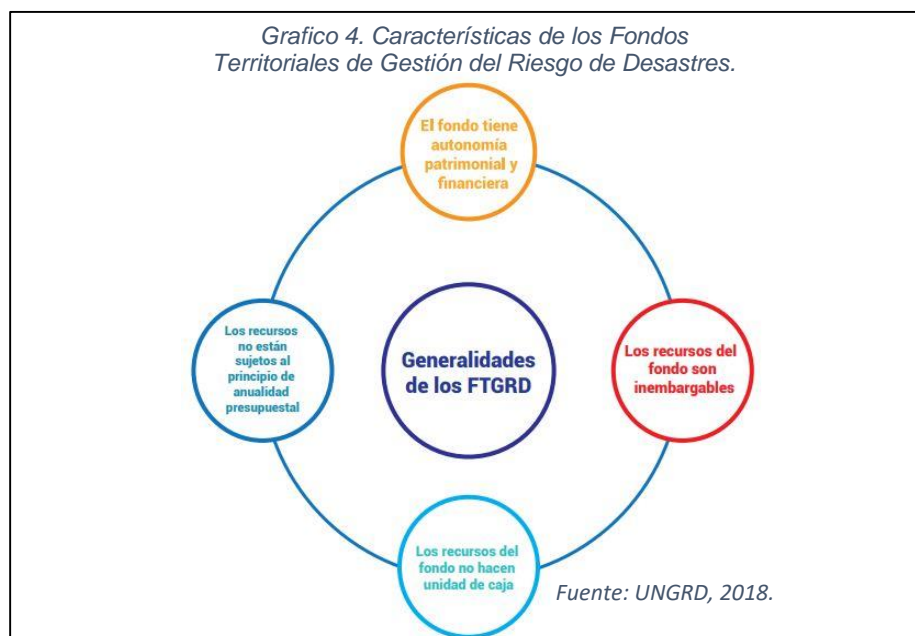 Grafico 4. Características de los Fondos
Territoriales de Gestión del Riesgo de Desastres.
El fondo tiene
autonomía
patrimonial y
financiera
Los recursos
no están
sujetos al
principio de
anualidad
presupuestal
Generalidades
de los FTGRD
Los recursos del
fondo son
inembargables
Los recursos del
fondo no hacen
unidad de caja
Fuente: UNGRD, 2018.